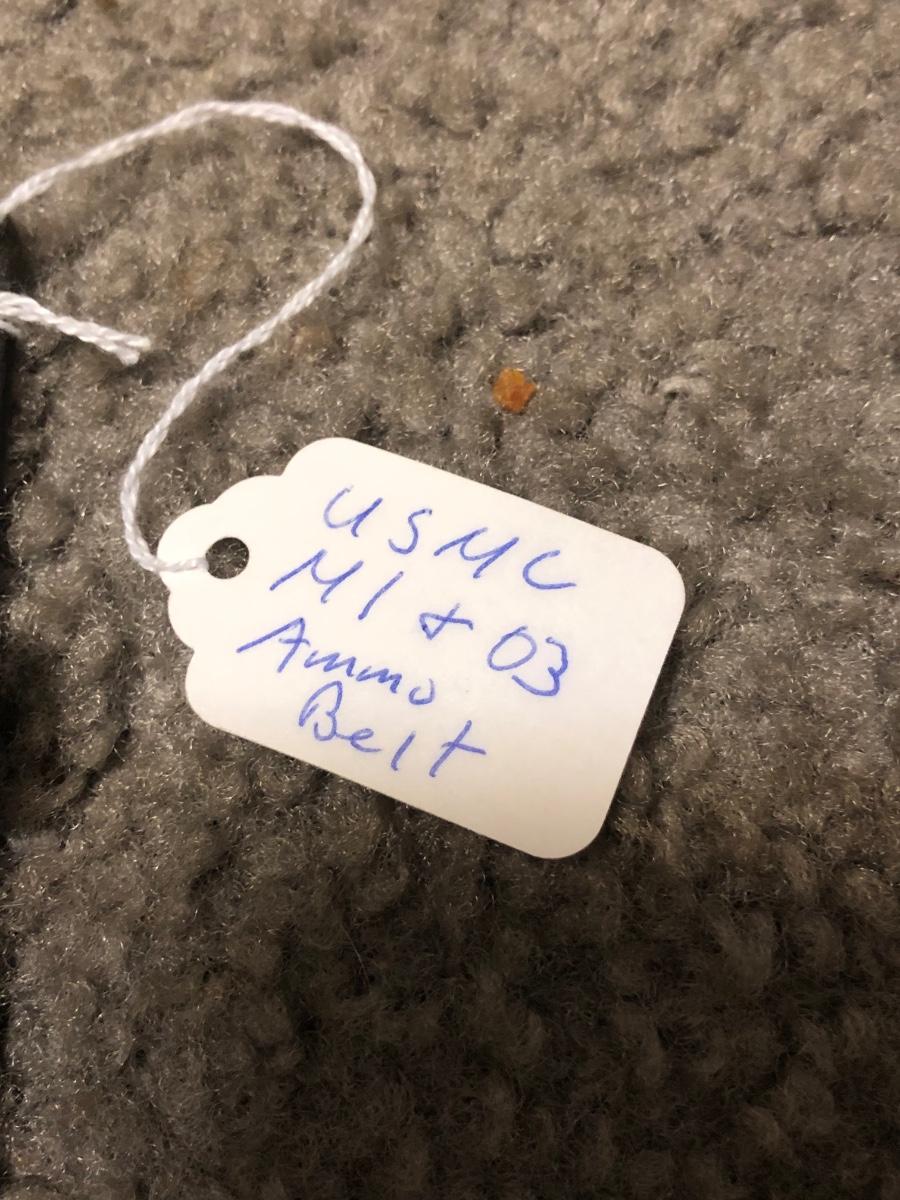 USMC
M1 + 03
Ammo
Belt